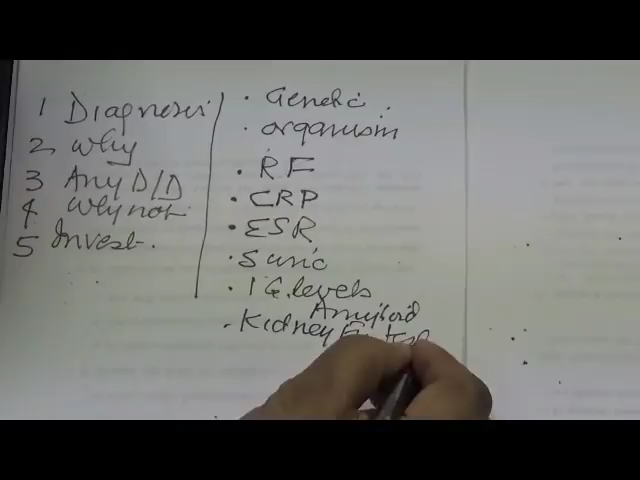 1 Diagnosis
2 Why
3 Any D/D
4 Why not
5 Invest.
. Genetic
. organism
. RF
. CRP
. ESR
. S uric
. IG. levels
Amyloid
. Kidney